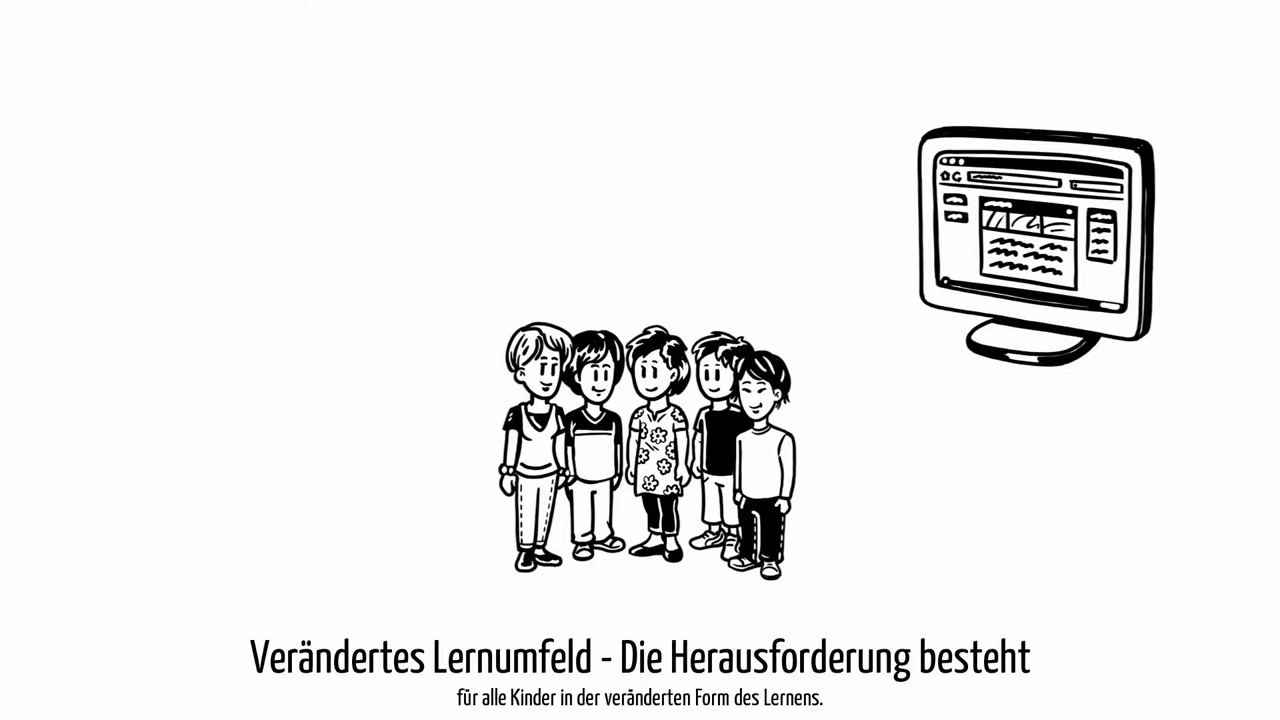 Verändertes Lernumfeld - Die Herausforderung besteht
für alle Kinder in der veränderten Form des Lernens.